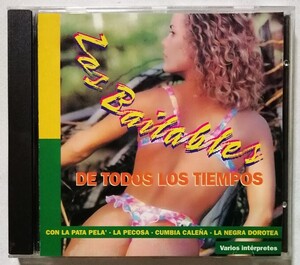 Los Bailables
DE TODOS LOS TIEMPOS
CON LA PATA PELA' - LA PECOSA - CUMBIA CALEÑA - LA NEGRA DOROTEA
Varios intérpretes